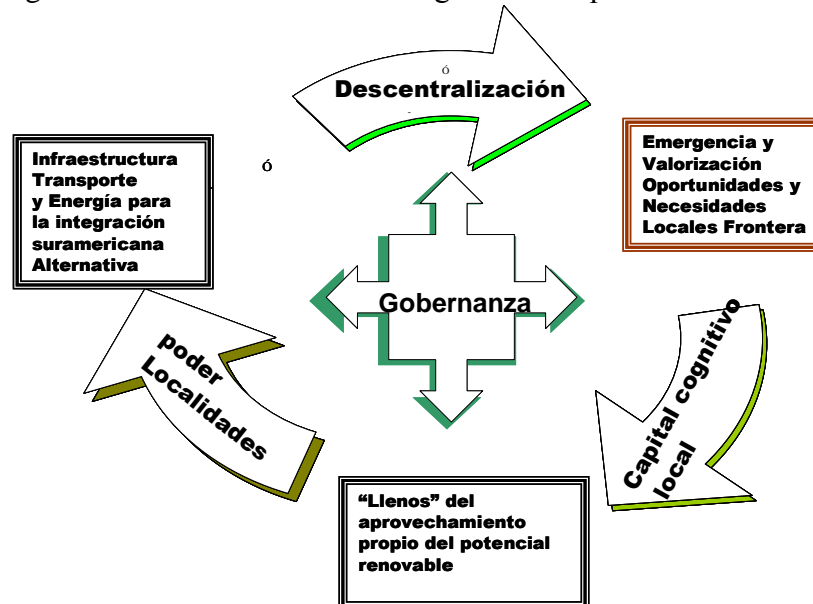 ó
Descentralización
Infraestructura
Transporte
y Energía para
la integración
suramericana
Alternativa
ó
Emergencia y
Valorización
Oportunidades y
Necesidades
Locales Frontera
Gobernanza
poder
Localidades
Capital cognitivo
local
“Llenos” del
aprovechamiento
propio del potencial
renovable